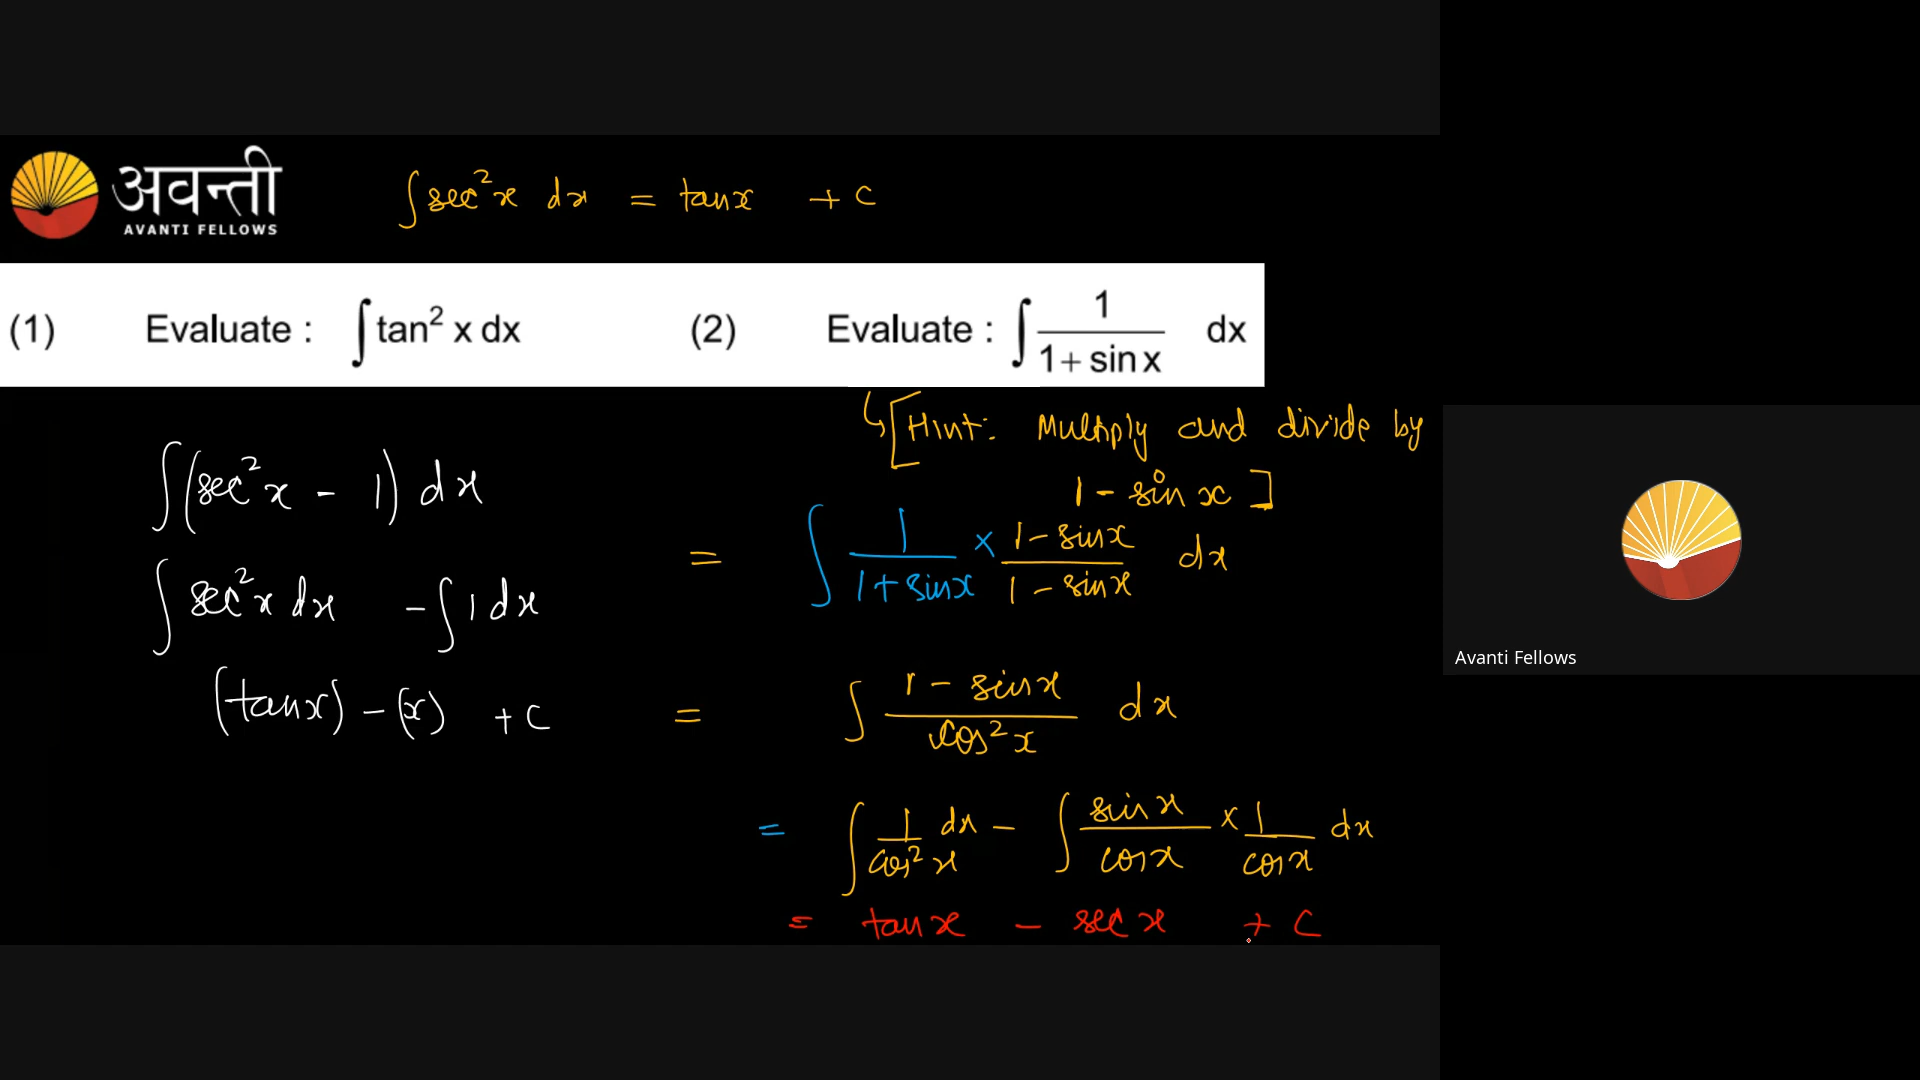 अवन्ती
AVANTI FELLOWS
∫ sec²x dx = tanx + c
(1) Evaluate : ∫ tan² x dx (2) Evaluate : ∫ 1/(1+ sin x) dx
↳ [Hint: Multiply and divide by
1 - sin x ]
∫(sec²x - 1) dx
∫ sec²x dx - ∫ 1 dx
(tanx) - (x) + c
= ∫ 1/(1 + sinx) × (1 - sinx)/(1 - sinx) dx
= ∫ (1 - sinx)/(cos²x) dx
= ∫ 1/(cos²x) dx - ∫ sinx/cosx × 1/cosx dx
= tanx - secx + c
Avanti Fellows